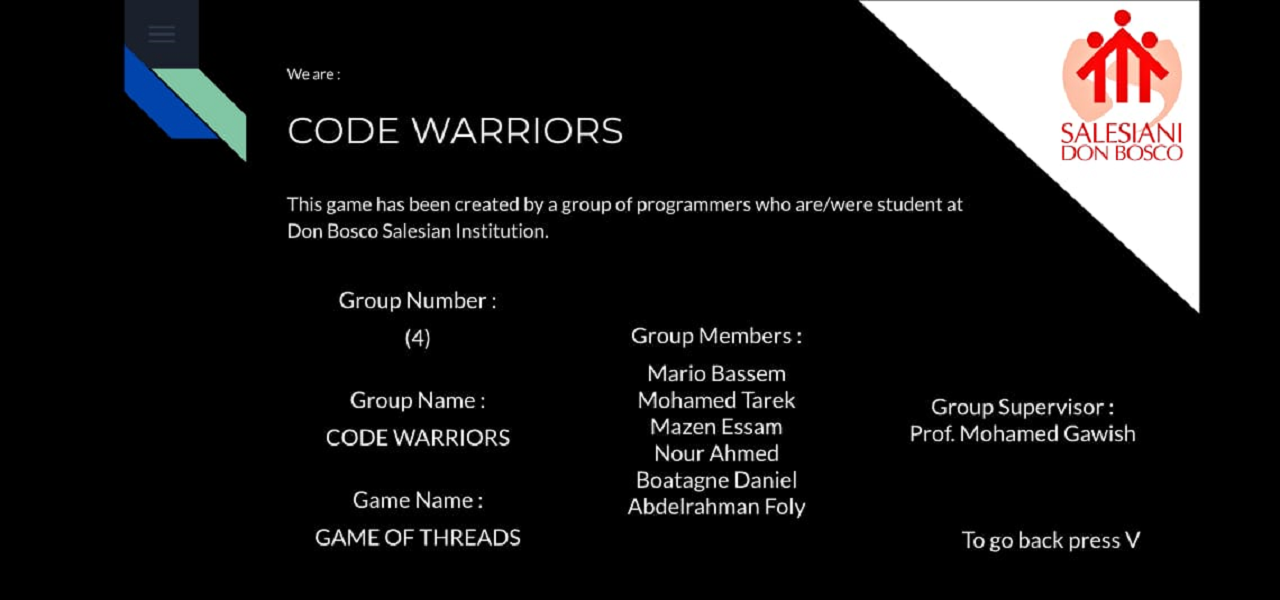 We are :
CODE WARRIORS
SALESIANI
DON BOSCO
This game has been created by a group of programmers who are/were student at
Don Bosco Salesian Institution.
Group Number :
(4)
Group Name :
CODE WARRIORS
Game Name :
GAME OF THREADS
Group Members :
Mario Bassem
Mohamed Tarek
Mazen Essam
Nour Ahmed
Boatagne Daniel
Abdelrahman Foly
Group Supervisor :
Prof. Mohamed Gawish
To go back press V